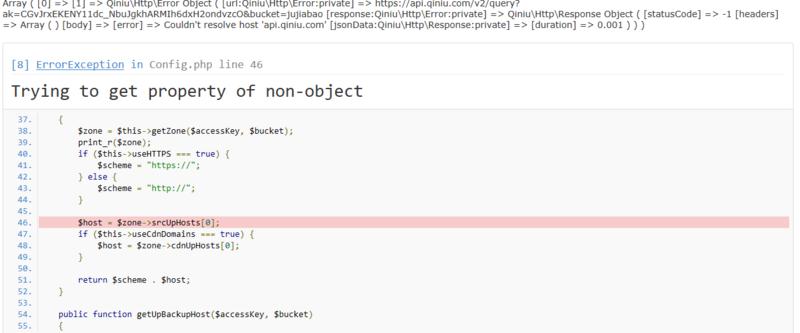 Array ( [0] => [1] => Qiniu\Http\Error Object ( [url:Qiniu\Http\Error:private] => https://api.qiniu.com/v2/query?
ak=CGvJrxEKENY11dc_NbuJgkhARMIh6dxH2ondvzcO&bucket=jujiabao [response:Qiniu\Http\Error:private] => Qiniu\Http\Response Object ( [statusCode] => -1 [headers]
=> Array ( ) [body] => [error] => Couldn't resolve host 'api.qiniu.com' [jsonData:Qiniu\Http\Response:private] => [duration] => 0.001 ) ) )
[8] ErrorException in Config.php line 46
Trying to get property of non-object
37. {
38. $zone = $this->getZone($accessKey, $bucket);
39. print_r($zone);
40. if ($this->useHTTPS === true) {
41. $scheme = "https://";
42. } else {
43. $scheme = "http://";
44. }
45.
46. $host = $zone->srcUpHosts[0];
47. if ($this->useCdnDomains === true) {
48. $host = $zone->cdnUpHosts[0];
49. }
50.
51. return $scheme . $host;
52. }
53.
54. public function getUpBackupHost($accessKey, $bucket)
55. {